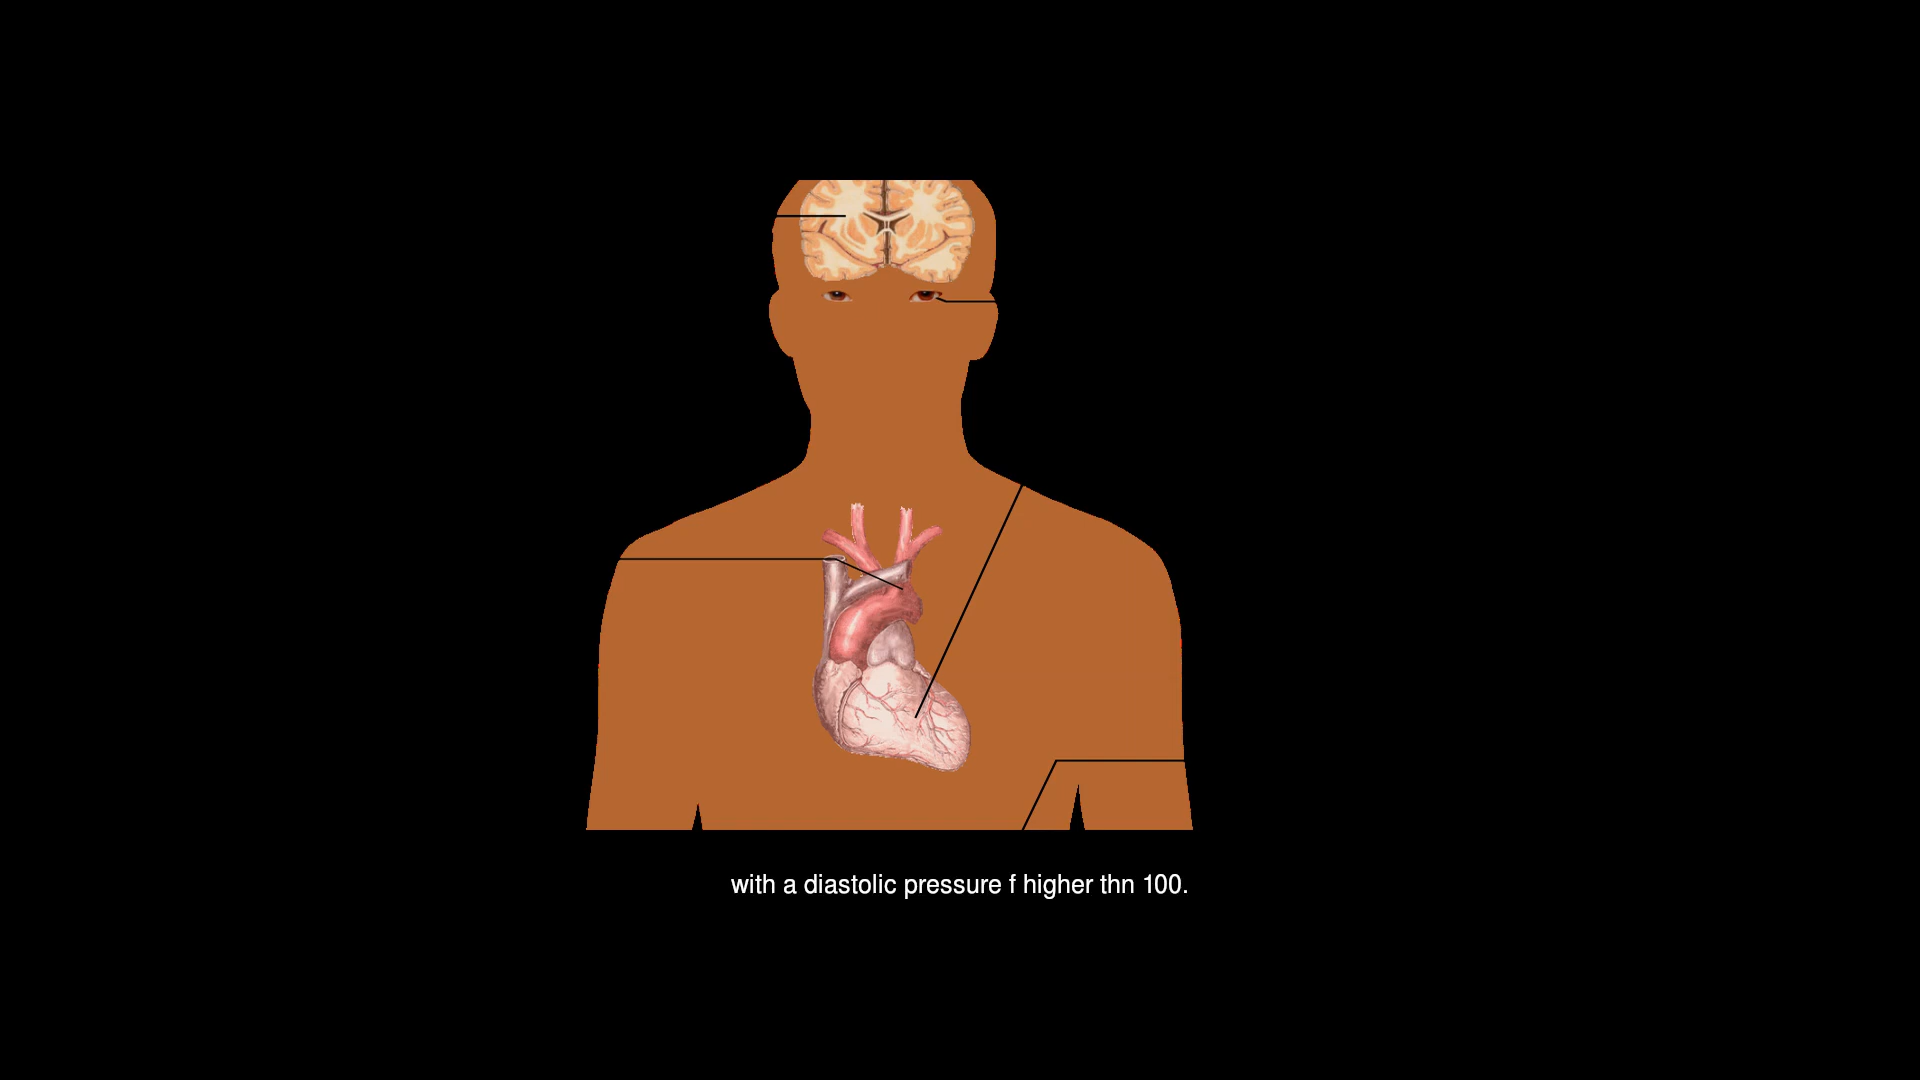 with a diastolic pressure f higher thn 100.